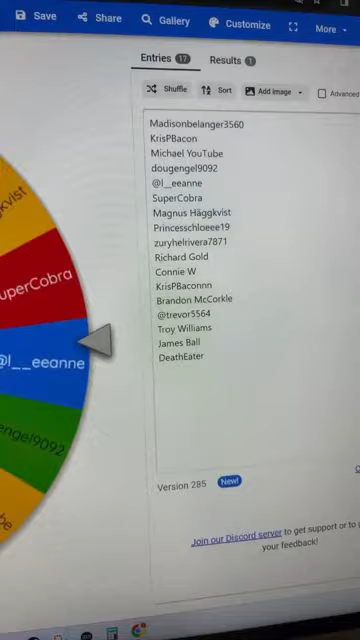 Save Share Gallery Customize More
Entries 17 Results 1
Shuffle Sort Add image Advanced
Madisonbelanger3560
KrisPBacon
Michael YouTube
dougengel9092
@l__eeanne
SuperCobra
Magnus Häggkvist
Princesschloeee19
zuryhelrivera7871
Richard Gold
Connie W
KrisPBaconnn
Brandon McCorkle
@trevor5564
Troy Williams
James Ball
DeathEater
gkvist
uperCobra
@l__eeanne
engel9092
be
Version 285 New!
Join our Discord server to get support or to g
your feedback!